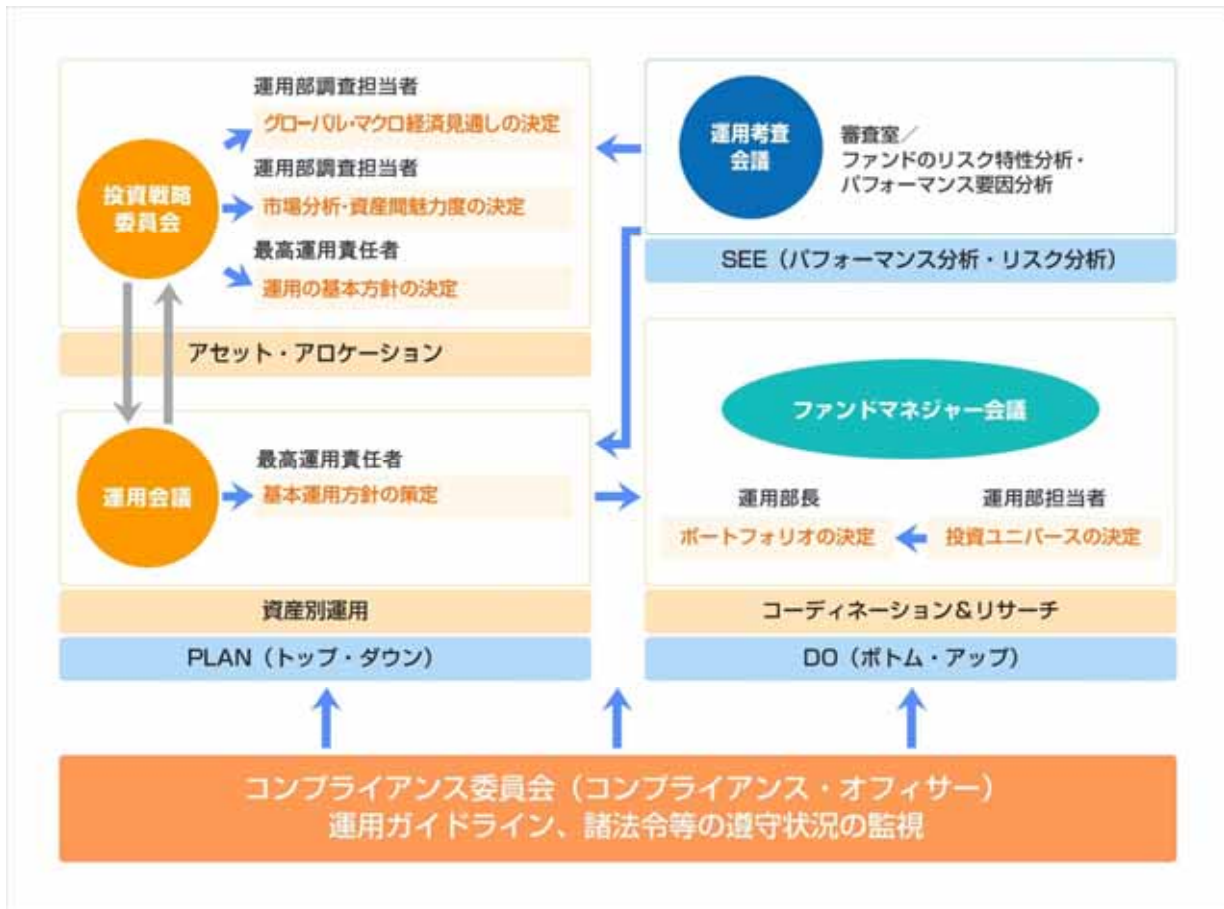 運用部調査担当者
グローバル・マクロ経済見通しの決定
投資戦略
委員会
運用部調査担当者
市場分析・資産間魅力度の決定
最高運用責任者
運用の基本方針の決定
アセット・アロケーション
運用会議
最高運用責任者
基本運用方針の策定
資産別運用
PLAN（トップ・ダウン）
運用考査
会議
審査室／
ファンドのリスク特性分析・
パフォーマンス要因分析
SEE（パフォーマンス分析・リスク分析）
ファンドマネジャー会議
運用部長
ポートフォリオの決定
運用部担当者
投資ユニバースの決定
コーディネーション＆リサーチ
DO（ボトム・アップ）
コンプライアンス委員会（コンプライアンス・オフィサー）
運用ガイドライン、諸法令等の遵守状況の監視